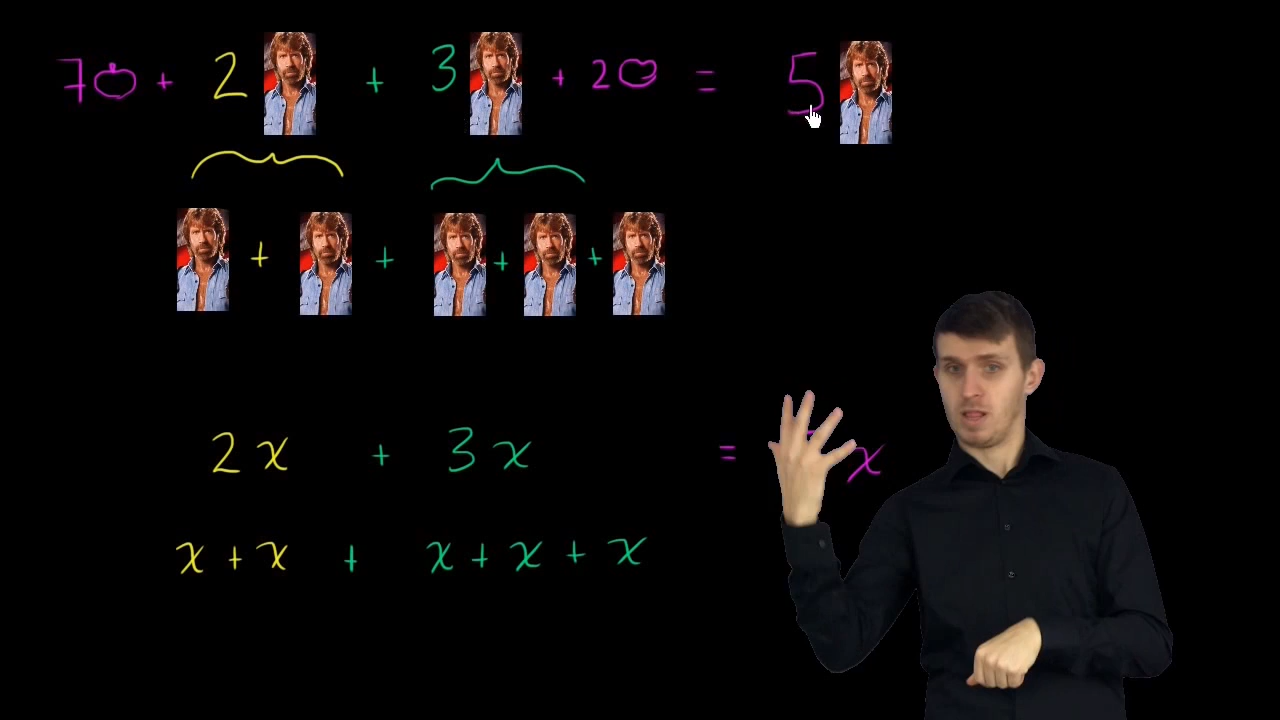 7 + 2 + 3 + 2 = 5
+ + + +
2x + 3x = x
x + x + x + x + x